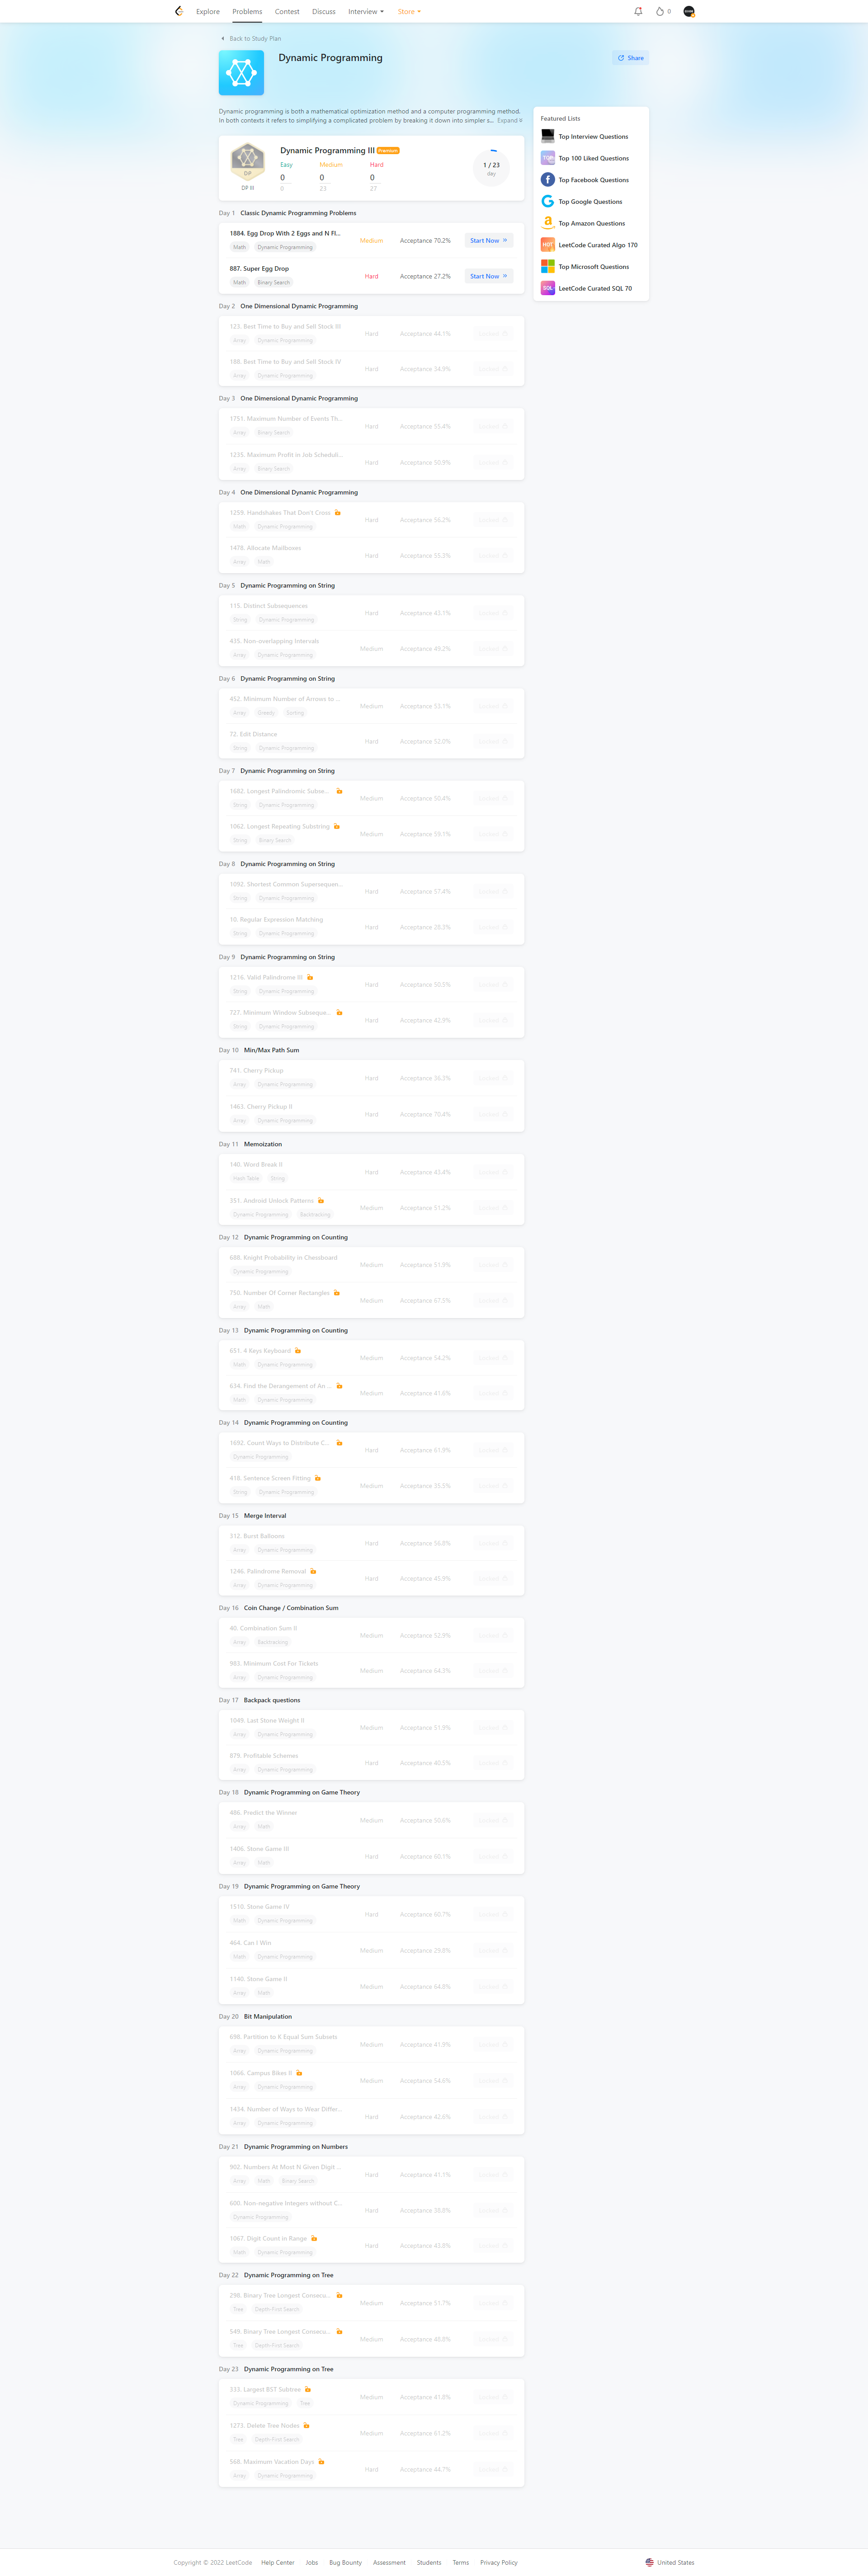 Explore Problems Contest Discuss Interview Store 0
Back to Study Plan
Dynamic Programming
Share
Dynamic programming is both a mathematical optimization method and a computer programming method.
In both contexts it refers to simplifying a complicated problem by breaking it down into simpler s... Expand
Featured Lists
Top Interview Questions
Top 100 Liked Questions
Top Facebook Questions
Top Google Questions
Top Amazon Questions
LeetCode Curated Algo 170
Top Microsoft Questions
LeetCode Curated SQL 70
DP
DP III
Dynamic Programming III Premium
Easy Medium Hard
0 0 0
0 23 27
1 / 23
day
Day 1 Classic Dynamic Programming Problems
1884. Egg Drop With 2 Eggs and N Fl...
Math Dynamic Programming
Medium Acceptance 70.2% Start Now
887. Super Egg Drop
Math Binary Search
Hard Acceptance 27.2% Start Now
Day 2 One Dimensional Dynamic Programming
123. Best Time to Buy and Sell Stock III
Array Dynamic Programming
Hard Acceptance 44.1%
188. Best Time to Buy and Sell Stock IV
Array Dynamic Programming
Hard Acceptance 34.9%
Day 3 One Dimensional Dynamic Programming
1751. Maximum Number of Events Th...
Array Binary Search
Hard Acceptance 55.4%
1235. Maximum Profit in Job Scheduli...
Array Binary Search
Hard Acceptance 50.9%
Day 4 One Dimensional Dynamic Programming
1259. Handshakes That Don't Cross
Math Dynamic Programming
Hard Acceptance 56.2%
1478. Allocate Mailboxes
Array Math
Hard Acceptance 55.3%
Day 5 Dynamic Programming on String
115. Distinct Subsequences
String Dynamic Programming
Hard Acceptance 43.1%
435. Non-overlapping Intervals
Array Dynamic Programming
Medium Acceptance 49.2%
Day 6 Dynamic Programming on String
452. Minimum Number of Arrows to ...
Array Greedy Sorting
Medium Acceptance 53.1%
72. Edit Distance
String Dynamic Programming
Hard Acceptance 52.0%
Day 7 Dynamic Programming on String
1682. Longest Palindromic Subse...
String Dynamic Programming
Medium Acceptance 50.4%
1062. Longest Repeating Substring
String Binary Search
Medium Acceptance 59.1%
Day 8 Dynamic Programming on String
1092. Shortest Common Supersequen...
String Dynamic Programming
Hard Acceptance 57.4%
10. Regular Expression Matching
String Dynamic Programming
Hard Acceptance 28.3%
Day 9 Dynamic Programming on String
1216. Valid Palindrome III
String Dynamic Programming
Hard Acceptance 50.5%
727. Minimum Window Subseque...
String Dynamic Programming
Hard Acceptance 42.9%
Day 10 Min/Max Path Sum
741. Cherry Pickup
Array Dynamic Programming
Hard Acceptance 36.3%
1463. Cherry Pickup II
Array Dynamic Programming
Hard Acceptance 70.4%
Day 11 Memoization
140. Word Break II
Hash Table String
Hard Acceptance 43.4%
351. Android Unlock Patterns
Dynamic Programming Backtracking
Medium Acceptance 51.2%
Day 12 Dynamic Programming on Counting
688. Knight Probability in Chessboard
Dynamic Programming
Medium Acceptance 51.9%
750. Number Of Corner Rectangles
Array Math
Medium Acceptance 67.5%
Day 13 Dynamic Programming on Counting
651. 4 Keys Keyboard
Math Dynamic Programming
Medium Acceptance 54.2%
634. Find the Derangement of An ...
Math Dynamic Programming
Medium Acceptance 41.6%
Day 14 Dynamic Programming on Counting
1692. Count Ways to Distribute C...
Dynamic Programming
Hard Acceptance 61.9%
418. Sentence Screen Fitting
String Dynamic Programming
Medium Acceptance 35.5%
Day 15 Merge Interval
312. Burst Balloons
Array Dynamic Programming
Hard Acceptance 56.8%
1246. Palindrome Removal
Array Dynamic Programming
Hard Acceptance 45.9%
Day 16 Coin Change / Combination Sum
40. Combination Sum II
Array Backtracking
Medium Acceptance 52.9%
983. Minimum Cost For Tickets
Array Dynamic Programming
Medium Acceptance 64.3%
Day 17 Backpack questions
1049. Last Stone Weight II
Array Dynamic Programming
Medium Acceptance 51.9%
879. Profitable Schemes
Array Dynamic Programming
Hard Acceptance 40.5%
Day 18 Dynamic Programming on Game Theory
486. Predict the Winner
Array Math
Medium Acceptance 50.8%
1406. Stone Game III
Array Math
Hard Acceptance 60.1%
Day 19 Dynamic Programming on Game Theory
1510. Stone Game IV
Math Dynamic Programming
Hard Acceptance 60.7%
464. Can I Win
Math Dynamic Programming
Medium Acceptance 29.8%
1140. Stone Game II
Array Math
Medium Acceptance 64.8%
Day 20 Bit Manipulation
698. Partition to K Equal Sum Subsets
Array Dynamic Programming
Medium Acceptance 41.9%
1066. Campus Bikes II
Array Dynamic Programming
Medium Acceptance 54.6%
1434. Number of Ways to Wear Differ...
Array Dynamic Programming
Hard Acceptance 42.6%
Day 21 Dynamic Programming on Numbers
902. Numbers At Most N Given Digit ...
Array Math Binary Search
Hard Acceptance 41.1%
600. Non-negative Integers without C...
Dynamic Programming
Hard Acceptance 38.8%
1067. Digit Count in Range
Math Dynamic Programming
Hard Acceptance 43.8%
Day 22 Dynamic Programming on Tree
298. Binary Tree Longest Consecu...
Tree Depth-First Search
Medium Acceptance 51.7%
549. Binary Tree Longest Consecu...
Tree Depth-First Search
Medium Acceptance 48.8%
Day 23 Dynamic Programming on Tree
333. Largest BST Subtree
Dynamic Programming Tree
Medium Acceptance 41.8%
1273. Delete Tree Nodes
Tree Depth-First Search
Medium Acceptance 61.2%
568. Maximum Vacation Days
Array Dynamic Programming
Hard Acceptance 44.7%
Copyright © 2022 LeetCode Help Center Jobs Bug Bounty Assessment Students Terms Privacy Policy United States